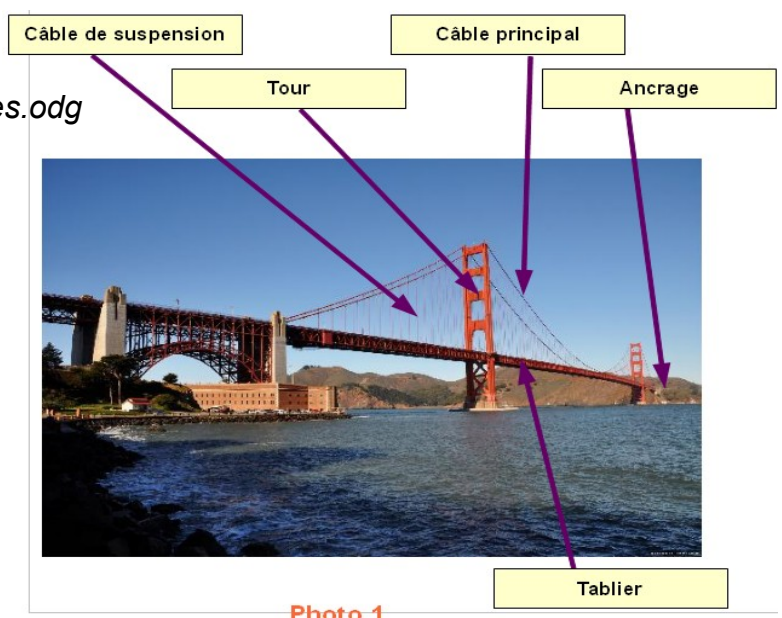 Câble de suspension
Câble principal
Tour
Ancrage
es.odg
Tablier
Photo 1